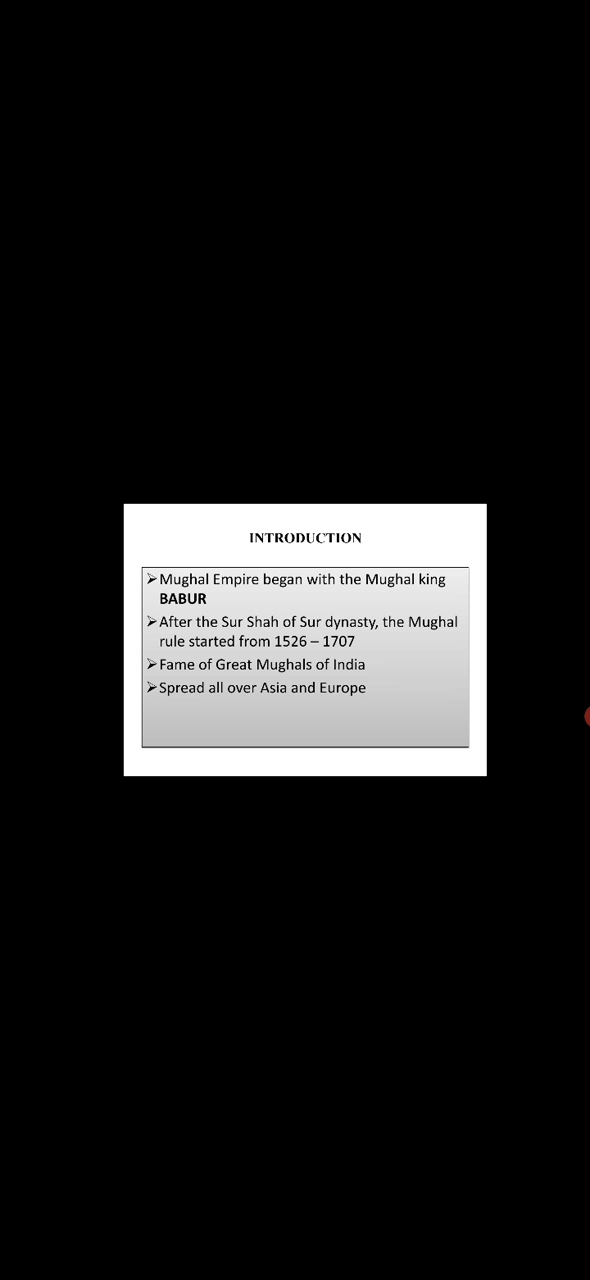 INTRODUCTION
➢Mughal Empire began with the Mughal king
BABUR
➢After the Sur Shah of Sur dynasty, the Mughal
rule started from 1526 – 1707
➢Fame of Great Mughals of India
➢Spread all over Asia and Europe